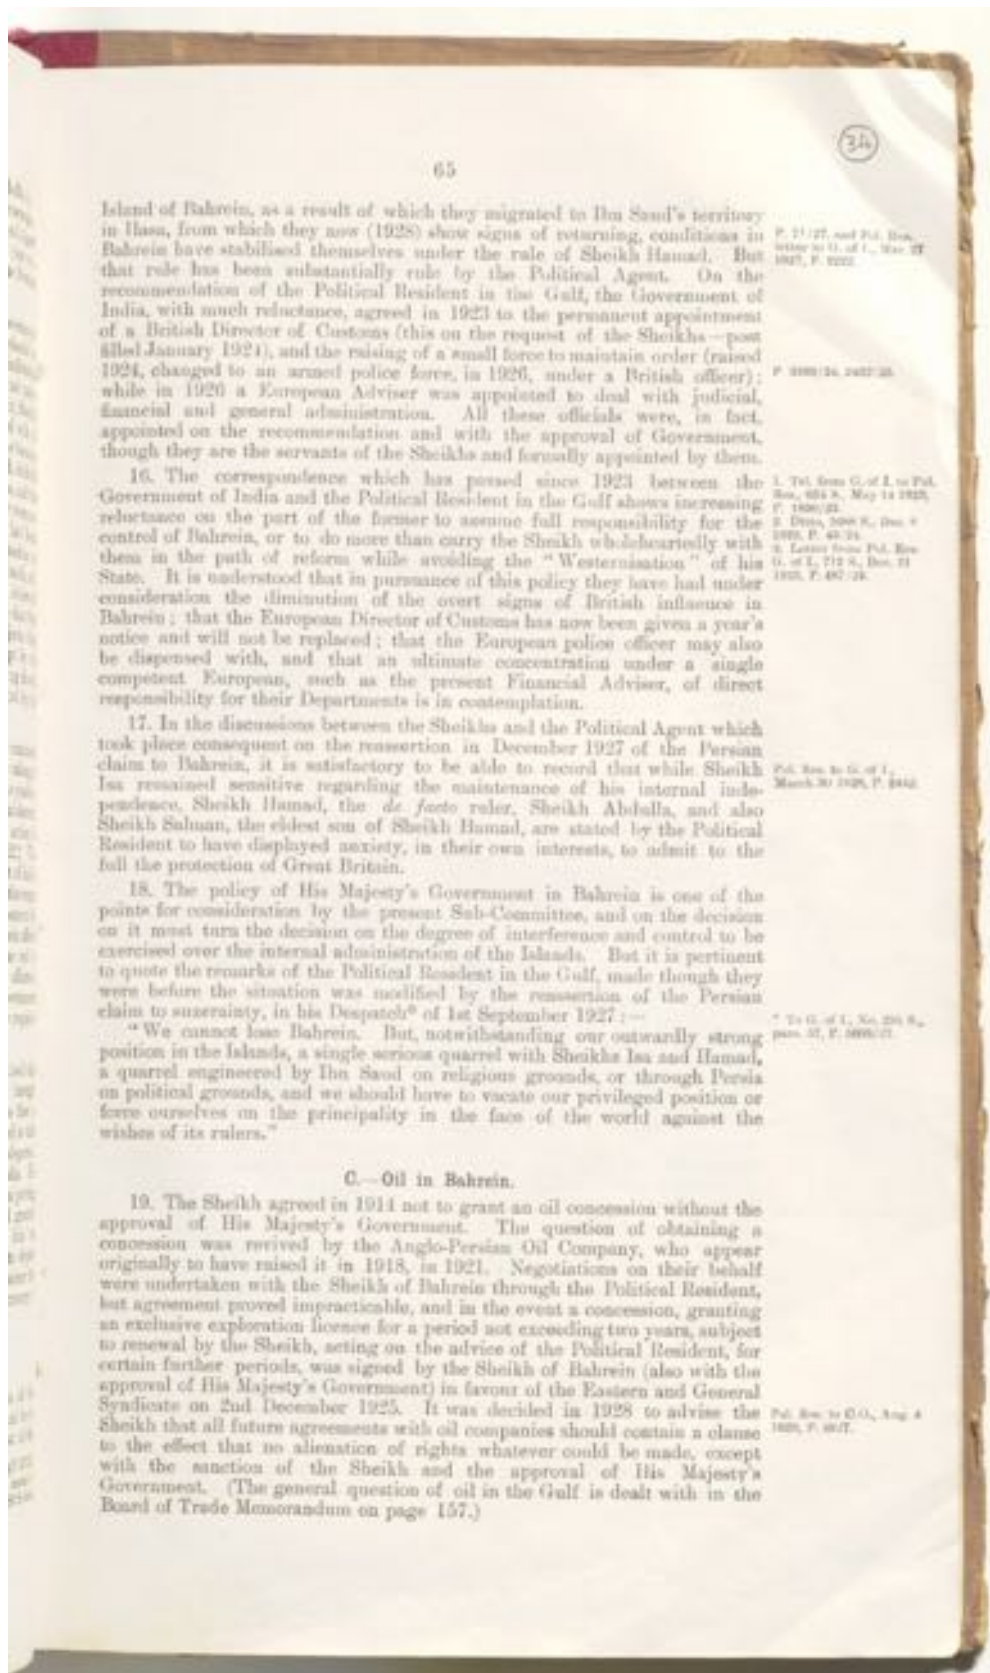 34
65
Island of Bahrein, as a result of which they migrated to Ibn Saud's territory
in Hasa, from which they now (1928) show signs of returning, conditions in
Bahrein have stabilised themselves under the rule of Sheikh Hamad. But
that rule has been substantially rule by the Political Agent. On the
recommendation of the Political Resident in the Gulf, the Government of
India, with much reluctance, agreed in 1923 to the permanent appointment
of a British Director of Customs (this on the request of the Sheikhs—post
filled January 1924), and the raising of a small force to maintain order (raised
1924, changed to an armed police force, in 1926, under a British officer);
while in 1926 a European Adviser was appointed to deal with judicial,
financial and general administration. All these officials were, in fact,
appointed on the recommendation and with the approval of Government,
though they are the servants of the Sheikhs and formally appointed by them.
16. The correspondence which has passed since 1923 between the
Government of India and the Political Resident in the Gulf shows increasing
reluctance on the part of the former to assume full responsibility for the
control of Bahrein, or to do more than carry the Sheikh wholeheartedly with
them in the path of reform while avoiding the "Westernisation" of his
State. It is understood that in pursuance of this policy they have had under
consideration the diminution of the overt signs of British influence in
Bahrein; that the European Director of Customs has now been given a year's
notice and will not be replaced; that the European police officer may also
be dispensed with, and that an ultimate concentration under a single
competent European, such as the present Financial Adviser, of direct
responsibility for their Departments is in contemplation.
17. In the discussions between the Sheikhs and the Political Agent which
took place consequent on the reassertion in December 1927 of the Persian
claim to Bahrein, it is satisfactory to be able to record that while Sheikh
Isa remained sensitive regarding the maintenance of his internal inde-
pendence, Sheikh Hamad, the de facto ruler, Sheikh Abdulla, and also
Sheikh Salman, the eldest son of Sheikh Hamad, are stated by the Political
Resident to have displayed anxiety, in their own interests, to admit to the
full the protection of Great Britain.
Pol. Res. to G. of I.,
March 30 1928, P.
18. The policy of His Majesty's Government in Bahrein is one of the
points for consideration by the present Sub-Committee, and on the decision
on it must turn the decision on the degree of interference and control to be
exercised over the internal administration of the Islands. But it is pertinent
to quote the remarks of the Political Resident in the Gulf, made though they
were before the situation was modified by the reassertion of the Persian
claim to suzerainty, in his Despatch* of 1st September 1927:—
"We cannot lose Bahrein. But, notwithstanding our outwardly strong
position in the Islands, a single serious quarrel with Sheikhs Isa and Hamad,
a quarrel engineered by Ibn Saud on religious grounds, or through Persia
on political grounds, and we should have to vacate our privileged position or
force ourselves on the principality in the face of the world against the
wishes of its rulers."
* To G. of I., No.
C.—Oil in Bahrein.
19. The Sheikh agreed in 1914 not to grant an oil concession without the
approval of His Majesty's Government. The question of obtaining a
concession was revived by the Anglo-Persian Oil Company, who appear
originally to have raised it in 1918, in 1921. Negotiations on their behalf
were undertaken with the Sheikh of Bahrein through the Political Resident,
but agreement proved impracticable, and in the event a concession, granting
an exclusive exploration licence for a period not exceeding two years, subject
to renewal by the Sheikh, acting on the advice of the Political Resident, for
certain further periods, was signed by the Sheikh of Bahrein (also with the
approval of His Majesty's Government) in favour of the Eastern and General
Syndicate on 2nd December 1925. It was decided in 1928 to advise the
Sheikh that all future agreements with oil companies should contain a clause
to the effect that no alienation of rights whatever could be made, except
with the sanction of the Sheikh and the approval of His Majesty's
Government. (The general question of oil in the Gulf is dealt with in the
Board of Trade Memorandum on page 157.)